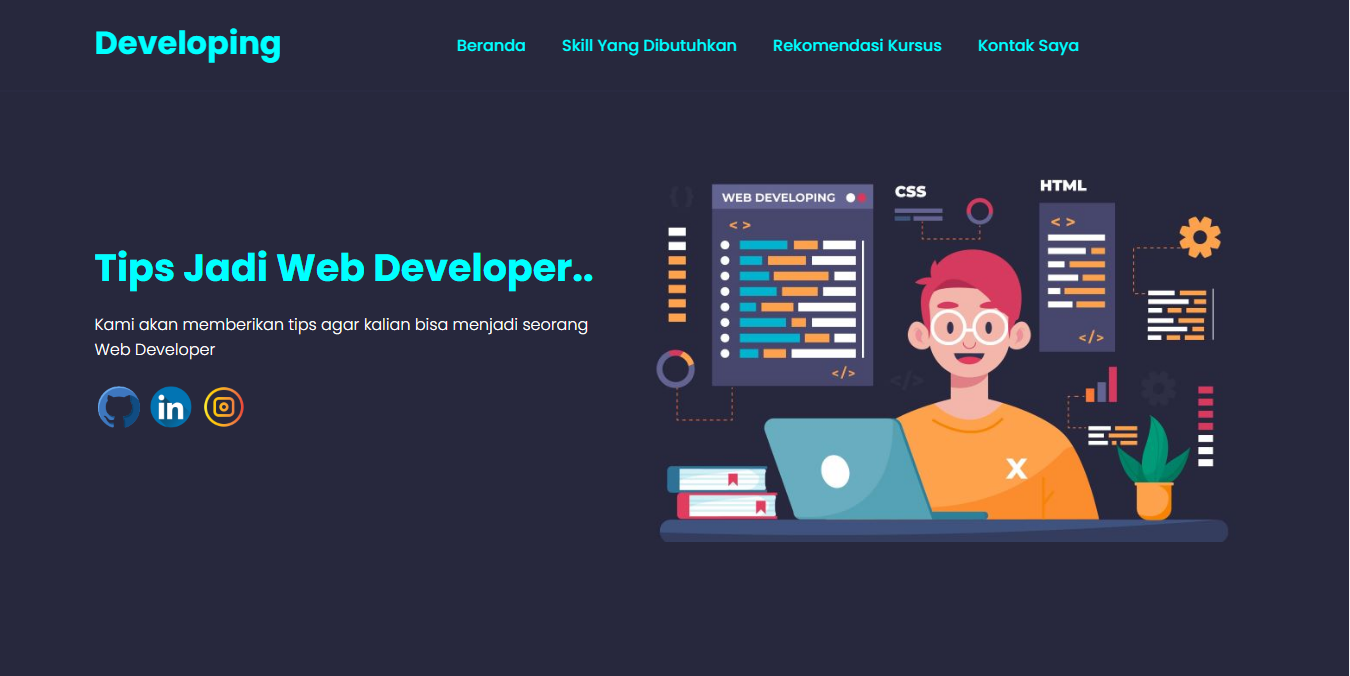 Developing
Beranda
Skill Yang Dibutuhkan
Rekomendasi Kursus
Kontak Saya
Tips Jadi Web Developer..
Kami akan memberikan tips agar kalian bisa menjadi seorang
Web Developer
in
{ }
WEB DEVELOPING
< >
</>
CSS
HTML
< >
</>
</>
X